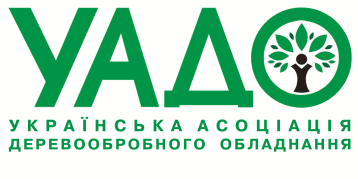 УАДО
УКРАЇНСЬКА АСОЦІАЦІЯ
ДЕРЕВООБРОБНОГО ОБЛАДНАННЯ